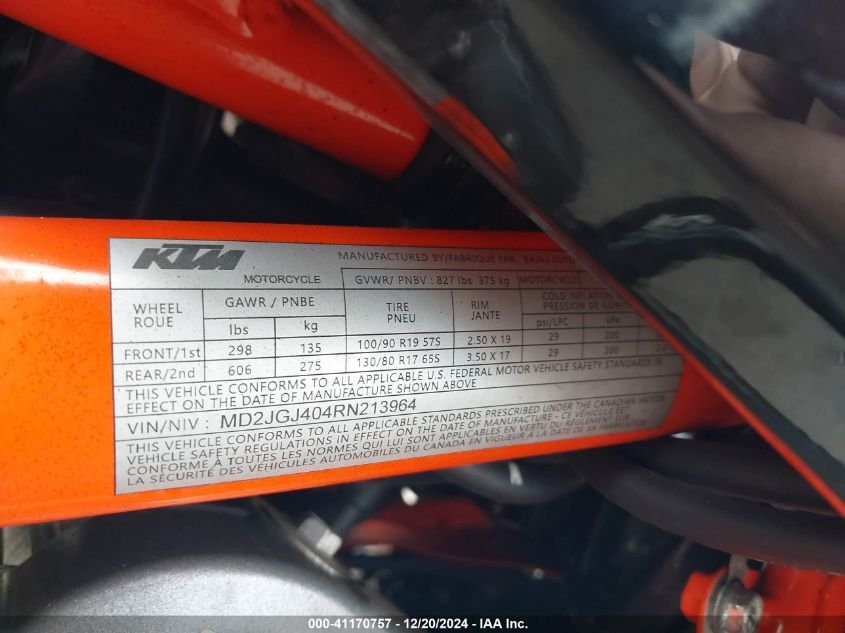 KTM
MANUFACTURED BY/FABRIQUE PAR BAJAJ AUTO
MOTORCYCLE GVWR/ PNBV : 827 lbs 375 kg MOTORCYCLE
WHEEL ROUE GAWR / PNBE TIRE PNEU RIM JANTE COLD INFLATION PRESSION DE
lbs kg psi/LPC kPa
FRONT/1st 298 135 100/90 R19 57S 2.50 X 19 29 200
REAR/2nd 606 275 130/80 R17 65S 3.50 X 17 29 200
THIS VEHICLE CONFORMS TO ALL APPLICABLE U.S. FEDERAL MOTOR VEHICLE SAFETY STANDARDS IN
EFFECT ON THE DATE OF MANUFACTURE SHOWN ABOVE
VIN/NIV : MD2JGJ404RN213964
THIS VEHICLE CONFORMS TO ALL APPLICABLE STANDARDS PRESCRIBED UNDER THE CANADIAN MOTOR
VEHICLE SAFETY REGULATIONS IN EFFECT ON THE DATE OF MANUFACTURE / CE VÉHICULE EST
CONFORME À TOUTES LES NORMES QUI LUI SONT APPLICABLES EN VERTU DU RÈGLEMENT SUR
LA SÉCURITÉ DES VÉHICULES AUTOMOBILES DU CANADA EN VIGUEUR À LA DATE DE SA FABRICATION
000-41170757 - 12/20/2024 - IAA Inc.